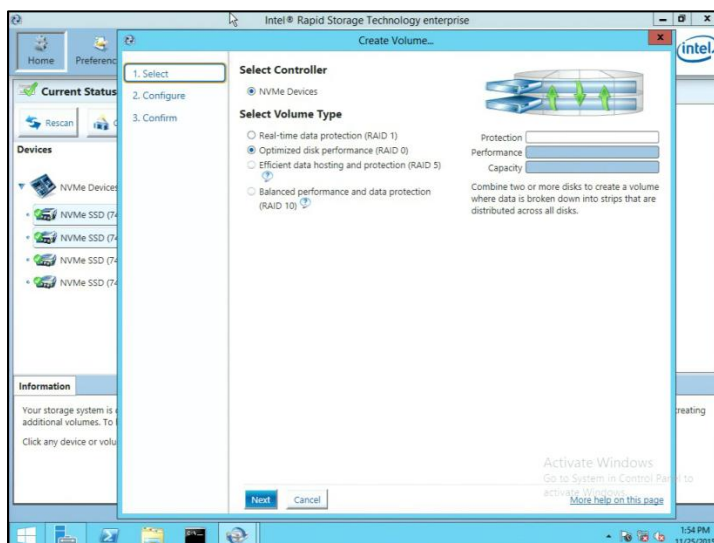 Intel® Rapid Storage Technology enterprise
Home
Preferenc
intel
Create Volume...
Current Status
Rescan
Devices
NVMe Devices
NVMe SSD (74
NVMe SSD (74
NVMe SSD (74
NVMe SSD (74
Information
Your storage system is
additional volumes. To
creating
Click any device or volu
1. Select
2. Configure
3. Confirm
Select Controller
NVMe Devices
Select Volume Type
Real-time data protection (RAID 1)
Optimized disk performance (RAID 0)
Efficient data hosting and protection (RAID 5)
Balanced performance and data protection
(RAID 10)
Protection
Performance
Capacity
Combine two or more disks to create a volume
where data is broken down into strips that are
distributed across all disks.
Activate Windows
Go to System in Control Panel to
activate Windows.
Next
Cancel
More help on this page
1:54 PM